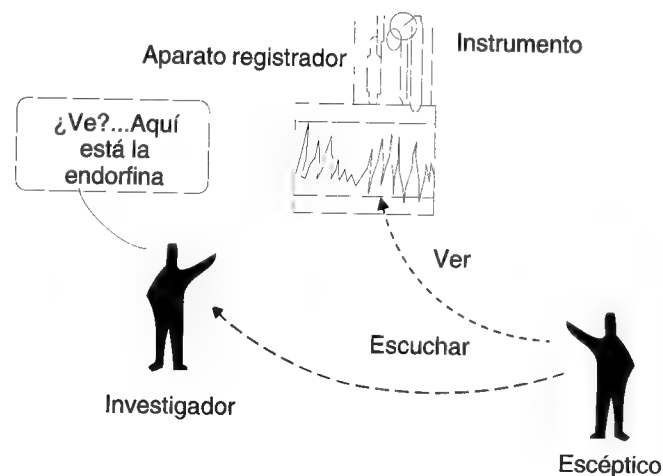 Aparato registrador
Instrumento
¿Ve?...Aquí
está la
endorfina
Ver
Escuchar
Investigador
Escéptico